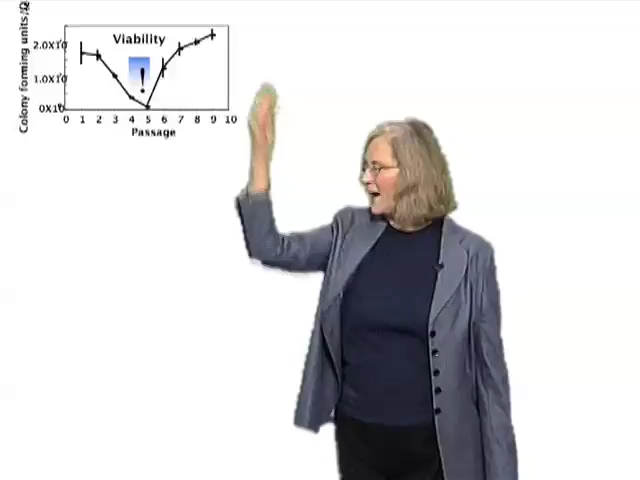 Viability
Colony forming units/
2.0X10
1.0X10
0X10
!
0 1 2 3 4 5 6 7 8 9 10
Passage